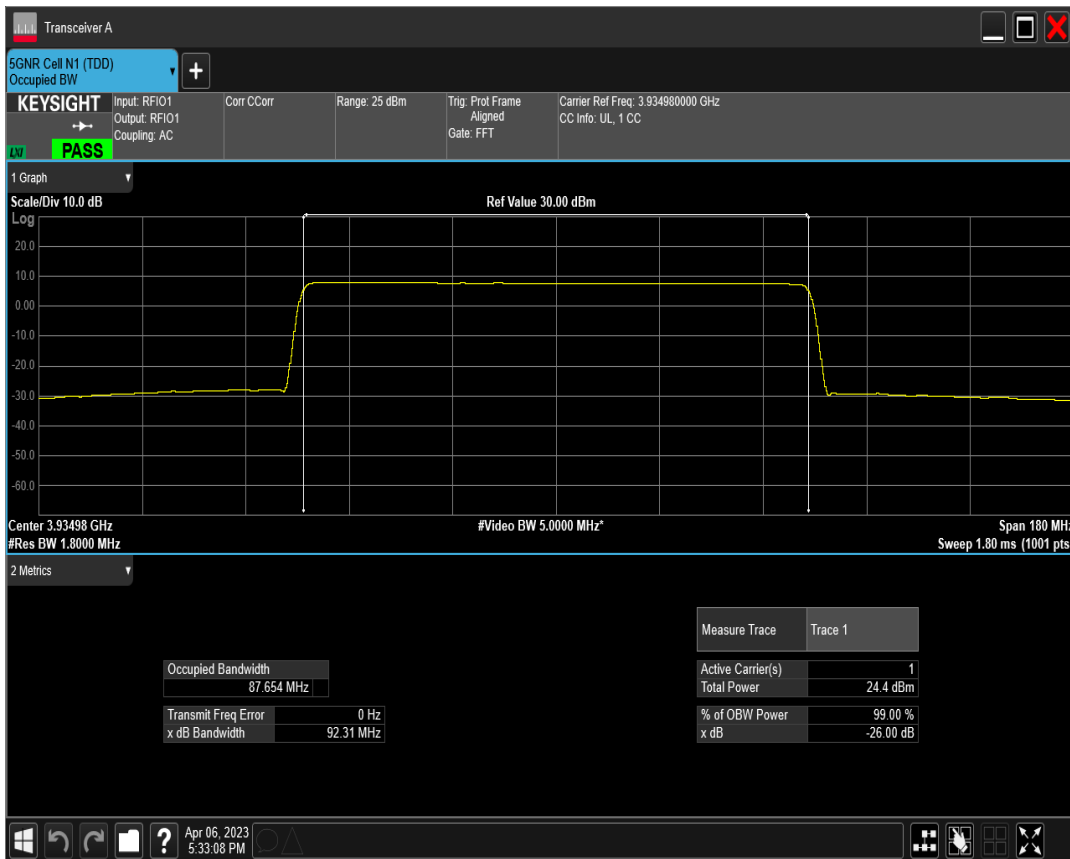 Transceiver A
5GNR Cell N1 (TDD)
Occupied BW
+
KEYSIGHT
LXI
PASS
Input: RFIO1
Output: RFIO1
Coupling: AC
Corr CCorr
Range: 25 dBm
Trig: Prot Frame
Aligned
Gate: FFT
Carrier Ref Freq: 3.934980000 GHz
CC Info: UL, 1 CC
1 Graph
Scale/Div 10.0 dB
Ref Value 30.00 dBm
Log
20.0
10.0
0.00
-10.0
-20.0
-30.0
-40.0
-50.0
-60.0
Center 3.93498 GHz
#Video BW 5.0000 MHz*
Span 180 MHz
#Res BW 1.8000 MHz
Sweep 1.80 ms (1001 pts
2 Metrics
Measure Trace Trace 1
Occupied Bandwidth
87.654 MHz
Active Carrier(s) 1
Total Power 24.4 dBm
Transmit Freq Error 0 Hz
x dB Bandwidth 92.31 MHz
% of OBW Power 99.00 %
x dB -26.00 dB
?
Apr 06, 2023
5:33:08 PM